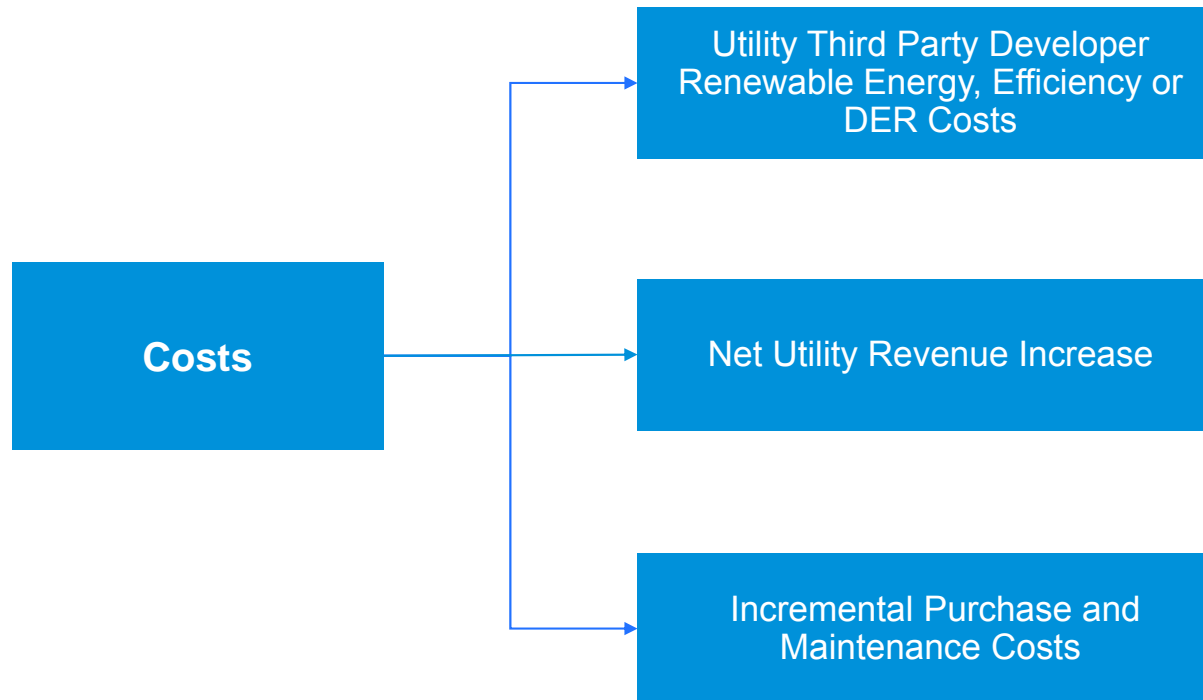 Utility Third Party Developer
Renewable Energy, Efficiency or
DER Costs
Costs
Net Utility Revenue Increase
Incremental Purchase and
Maintenance Costs